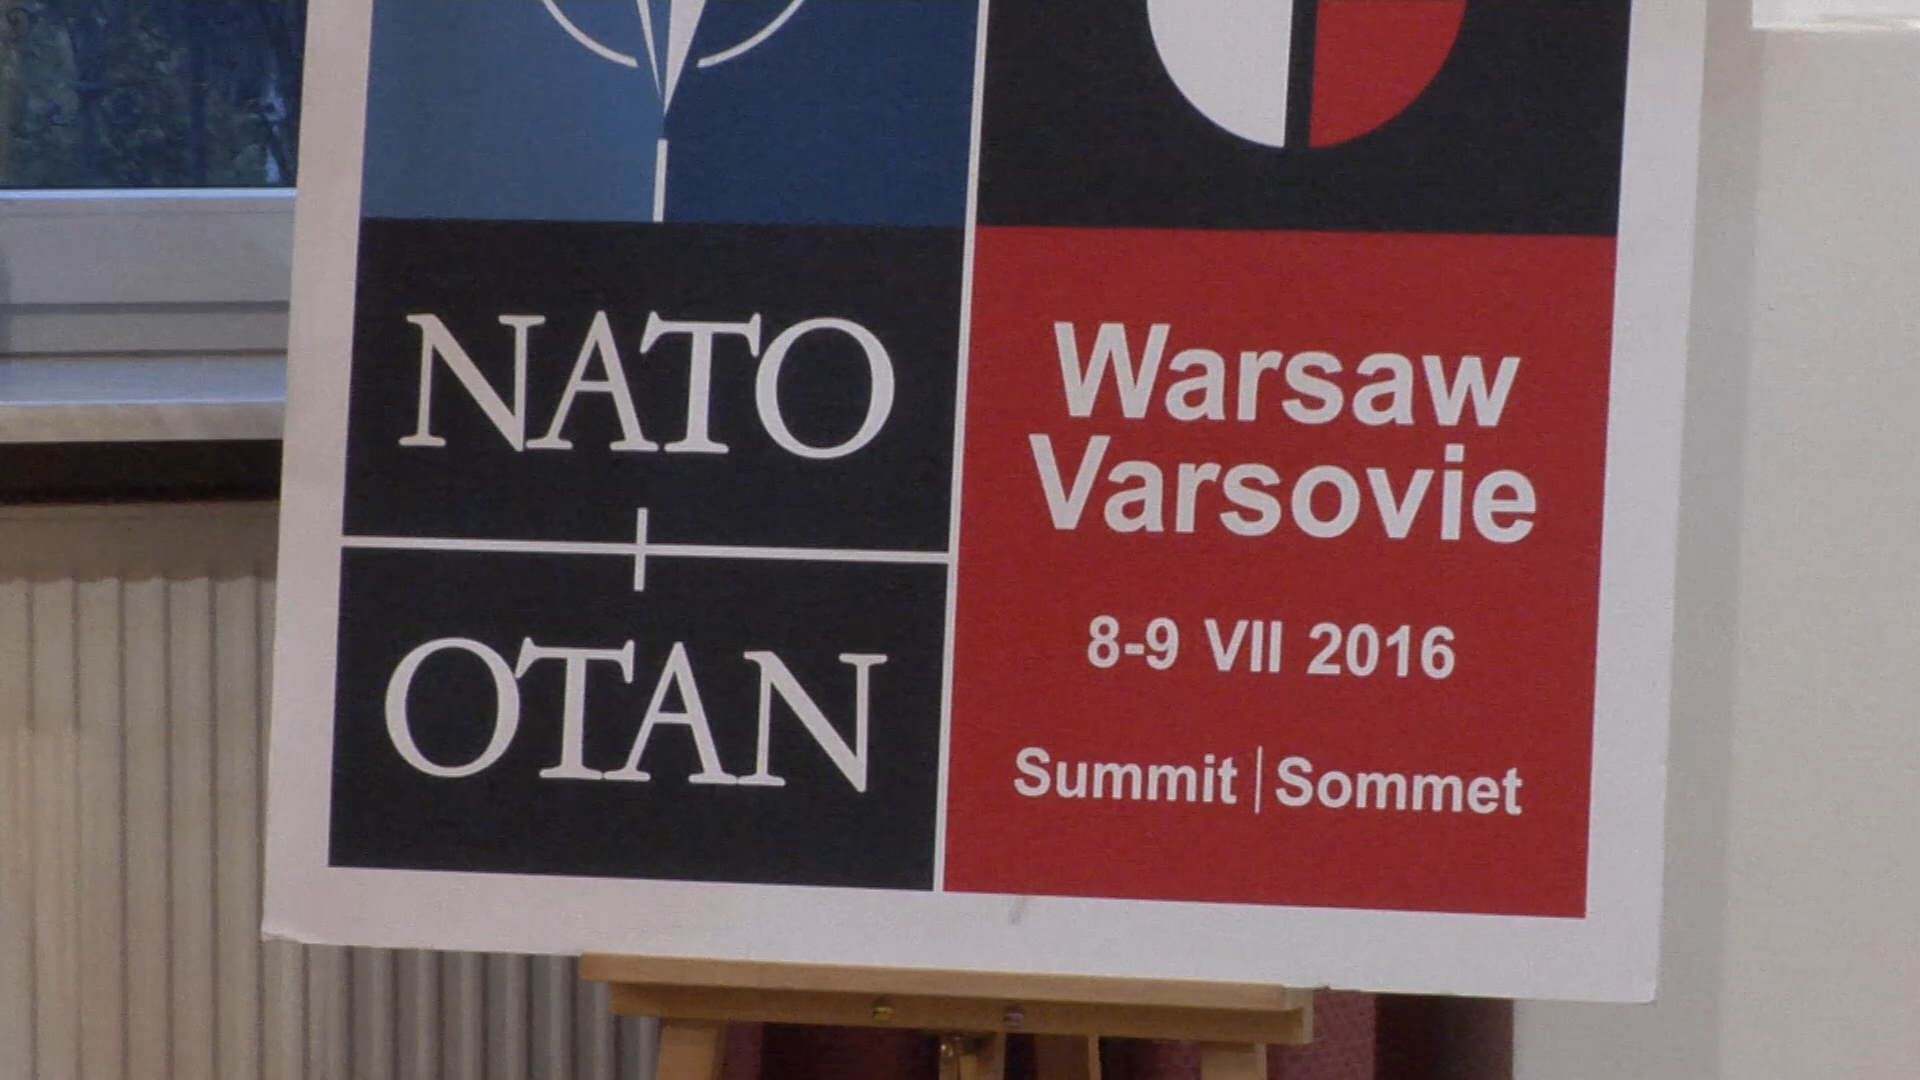 NATO
OTAN
Warsaw
Varsovie
8-9 VII 2016
Summit | Sommet